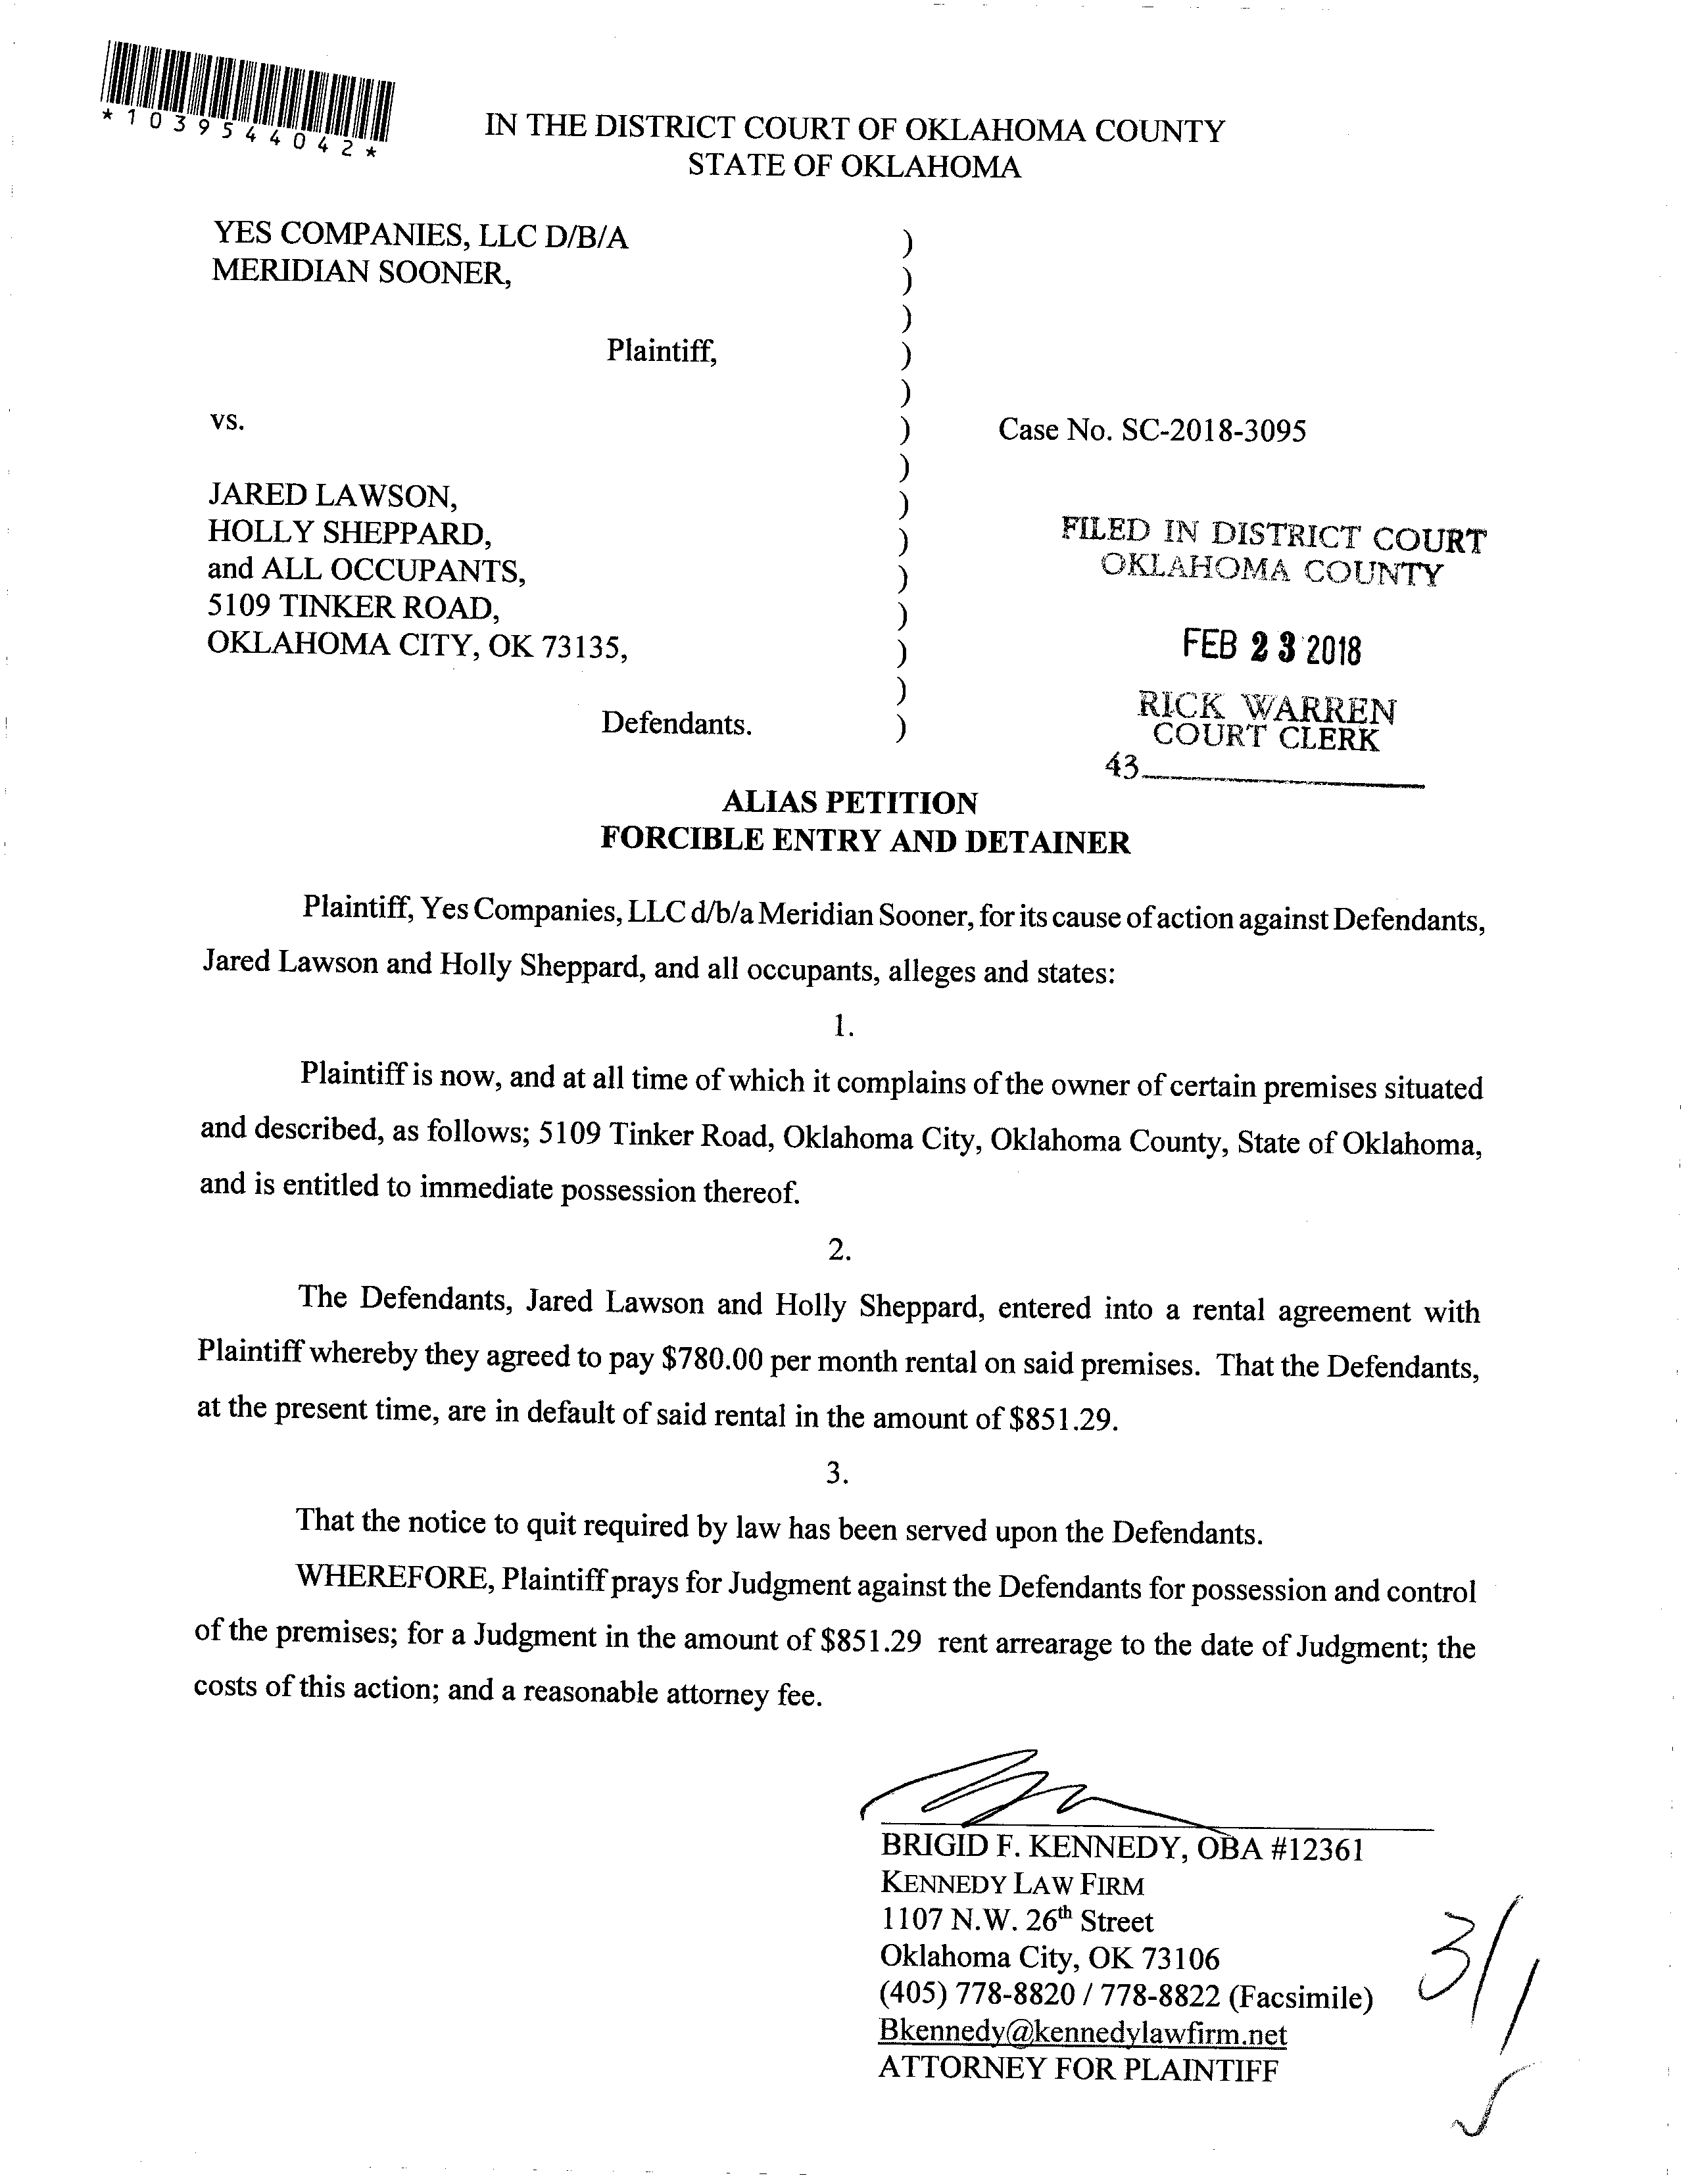 *1039544042*
IN THE DISTRICT COURT OF OKLAHOMA COUNTY
STATE OF OKLAHOMA
YES COMPANIES, LLC D/B/A )
MERIDIAN SOONER, )
)
Plaintiff, )
)
vs. ) Case No. SC-2018-3095
)
JARED LAWSON, )
HOLLY SHEPPARD, )
and ALL OCCUPANTS, )
5109 TINKER ROAD, )
OKLAHOMA CITY, OK 73135, )
)
Defendants. )
FILED IN DISTRICT COURT
OKLAHOMA COUNTY
FEB 23 2018
RICK WARREN
COURT CLERK
43
ALIAS PETITION
FORCIBLE ENTRY AND DETAINER
Plaintiff, Yes Companies, LLC d/b/a Meridian Sooner, for its cause of action against Defendants,
Jared Lawson and Holly Sheppard, and all occupants, alleges and states:
1.
Plaintiff is now, and at all time of which it complains of the owner of certain premises situated
and described, as follows; 5109 Tinker Road, Oklahoma City, Oklahoma County, State of Oklahoma,
and is entitled to immediate possession thereof.
2.
The Defendants, Jared Lawson and Holly Sheppard, entered into a rental agreement with
Plaintiff whereby they agreed to pay $780.00 per month rental on said premises. That the Defendants,
at the present time, are in default of said rental in the amount of $851.29.
3.
That the notice to quit required by law has been served upon the Defendants.
WHEREFORE, Plaintiff prays for Judgment against the Defendants for possession and control
of the premises; for a Judgment in the amount of $851.29 rent arrearage to the date of Judgment; the
costs of this action; and a reasonable attorney fee.
BRIGID F. KENNEDY, OBA #12361
KENNEDY LAW FIRM
1107 N.W. 26th Street
Oklahoma City, OK 73106
(405) 778-8820 / 778-8822 (Facsimile)
Bkennedy@kennedylawfirm.net
ATTORNEY FOR PLAINTIFF
3/1